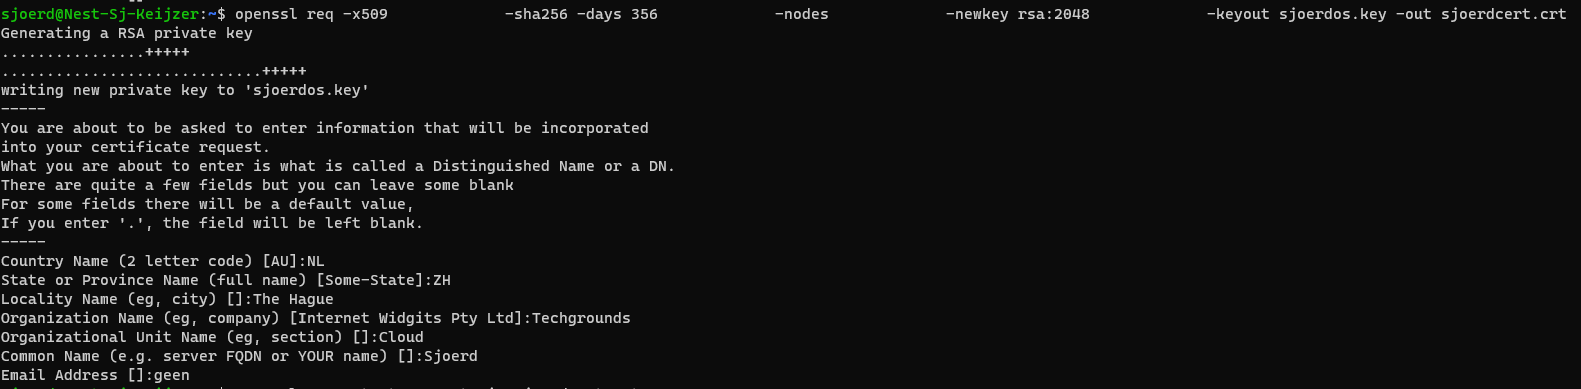 sjoerd@Nest-Sj-Keijzer:~$ openssl req -x509 -sha256 -days 356 -nodes -newkey rsa:2048 -keyout sjoerdos.key -out sjoerdcert.crt
Generating a RSA private key
................+++++
.............................+++++
writing new private key to 'sjoerdos.key'
-----
You are about to be asked to enter information that will be incorporated
into your certificate request.
What you are about to enter is what is called a Distinguished Name or a DN.
There are quite a few fields but you can leave some blank
For some fields there will be a default value,
If you enter '.', the field will be left blank.
-----
Country Name (2 letter code) [AU]:NL
State or Province Name (full name) [Some-State]:ZH
Locality Name (eg, city) []:The Hague
Organization Name (eg, company) [Internet Widgits Pty Ltd]:Techgrounds
Organizational Unit Name (eg, section) []:Cloud
Common Name (e.g. server FQDN or YOUR name) []:Sjoerd
Email Address []:geen